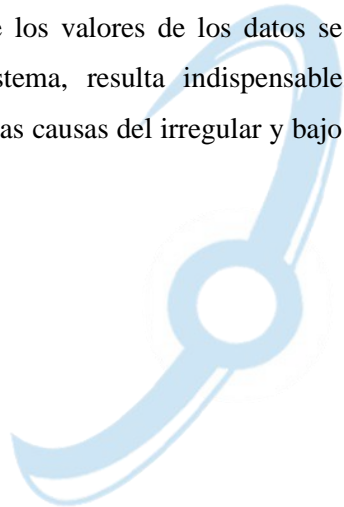 e los valores de los datos se
stema, resulta indispensable
as causas del irregular y bajo